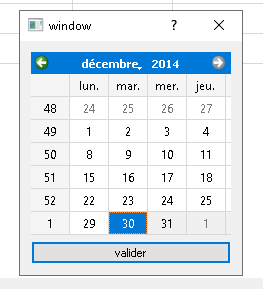 window ?
décembre, 2014
lun. mar. mer. jeu.
48 24 25 26 27
49 1 2 3 4
50 8 9 10 11
51 15 16 17 18
52 22 23 24 25
1 29 30 31 1
valider